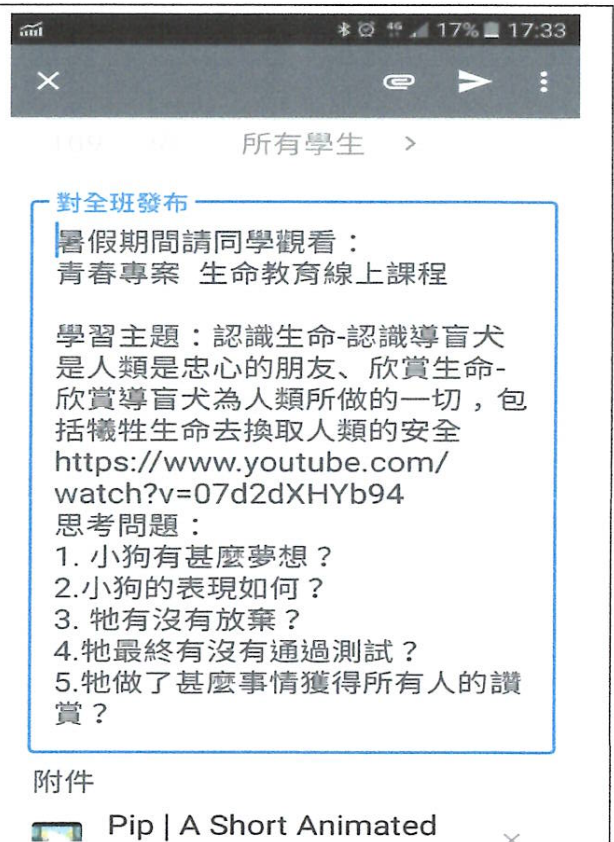 17% 17:33
所有學生 >
對全班發布
暑假期間請同學觀看：
青春專案 生命教育線上課程
學習主題：認識生命-認識導盲犬
是人類是忠心的朋友、欣賞生命-
欣賞導盲犬為人類所做的一切，包
括犧牲生命去換取人類的安全
https://www.youtube.com/
watch?v=07d2dXHYb94
思考問題：
1. 小狗有甚麼夢想？
2.小狗的表現如何？
3. 牠有沒有放棄？
4.牠最終有沒有通過測試？
5.牠做了甚麼事情獲得所有人的讚
賞？
附件
Pip | A Short Animated